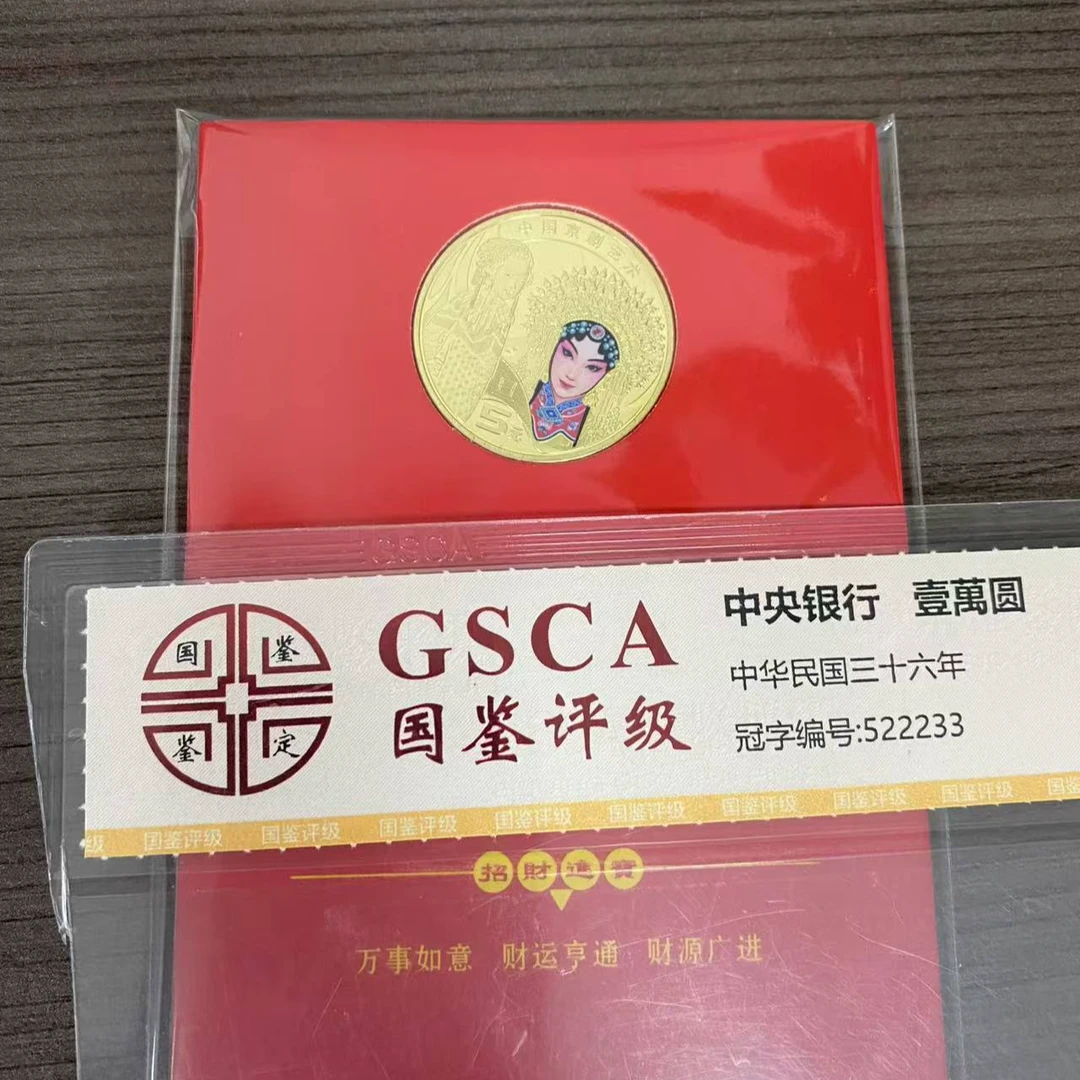 中国京剧艺术
5元
GSCA
国鉴
鉴定
GSCA
国鉴评级
中央银行 壹萬圆
中华民国三十六年
冠字编号:522233
级 国鉴评级 国鉴评级 国鉴评级 国鉴评级 国鉴评级 国鉴评级 国鉴评级 国鉴评级 国鉴
招財進寶
万事如意 财运亨通 财源广进